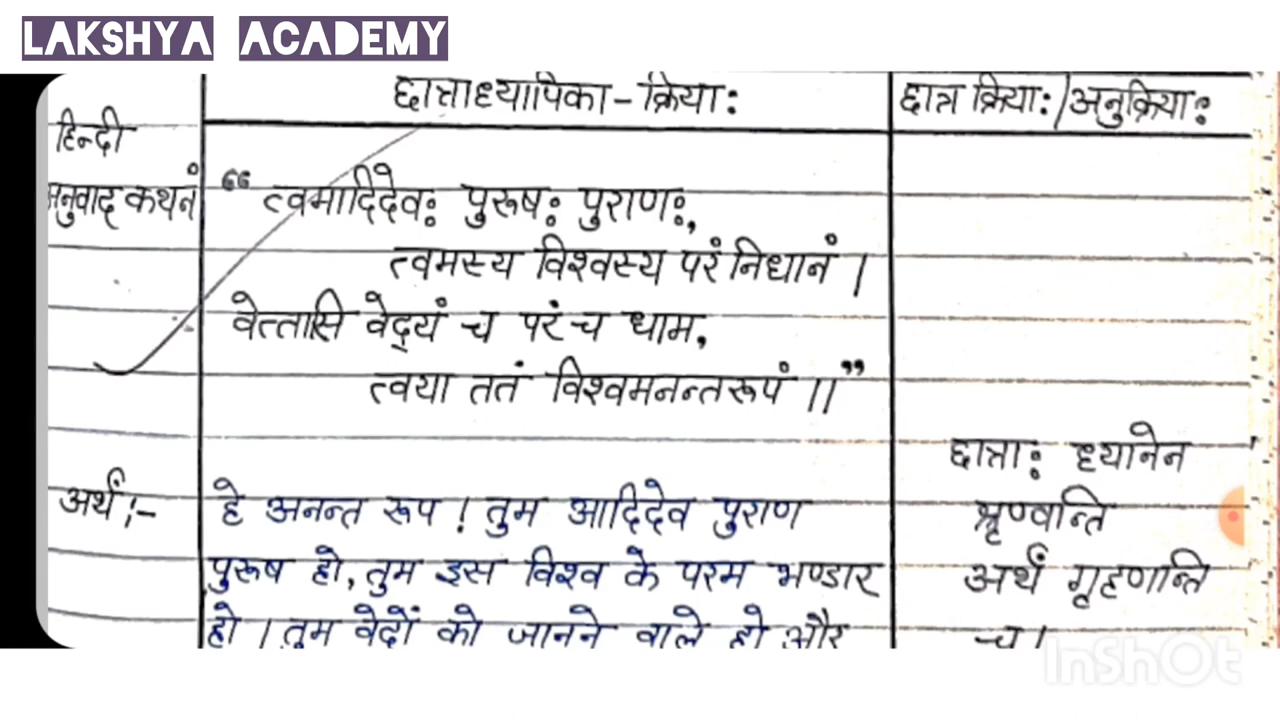 LAKSHYA ACADEMY
छात्राध्यापिका - क्रिया:
छात्र क्रिया: / अनुक्रिया:
हिन्दी
अनुवाद कथनं
“ त्वमादिदेव: पुरूष: पुराण:,
त्वमस्य विश्वस्य परं निधानं ।
वेत्तासि वेद्यं च परं च धाम,
त्वया ततं विश्वमनन्तरूपं ।। ”
छात्रा: ध्यानेन
श्रृण्वन्ति
अर्थं गृहणन्ति
च ।
अर्थं :-
हे अनन्त रूप ! तुम आदिदेव पुराण
पुरूष हो, तुम इस विश्व के परम भण्डार
हो । तुम वेदों को जानने वाले हो और
InShOt